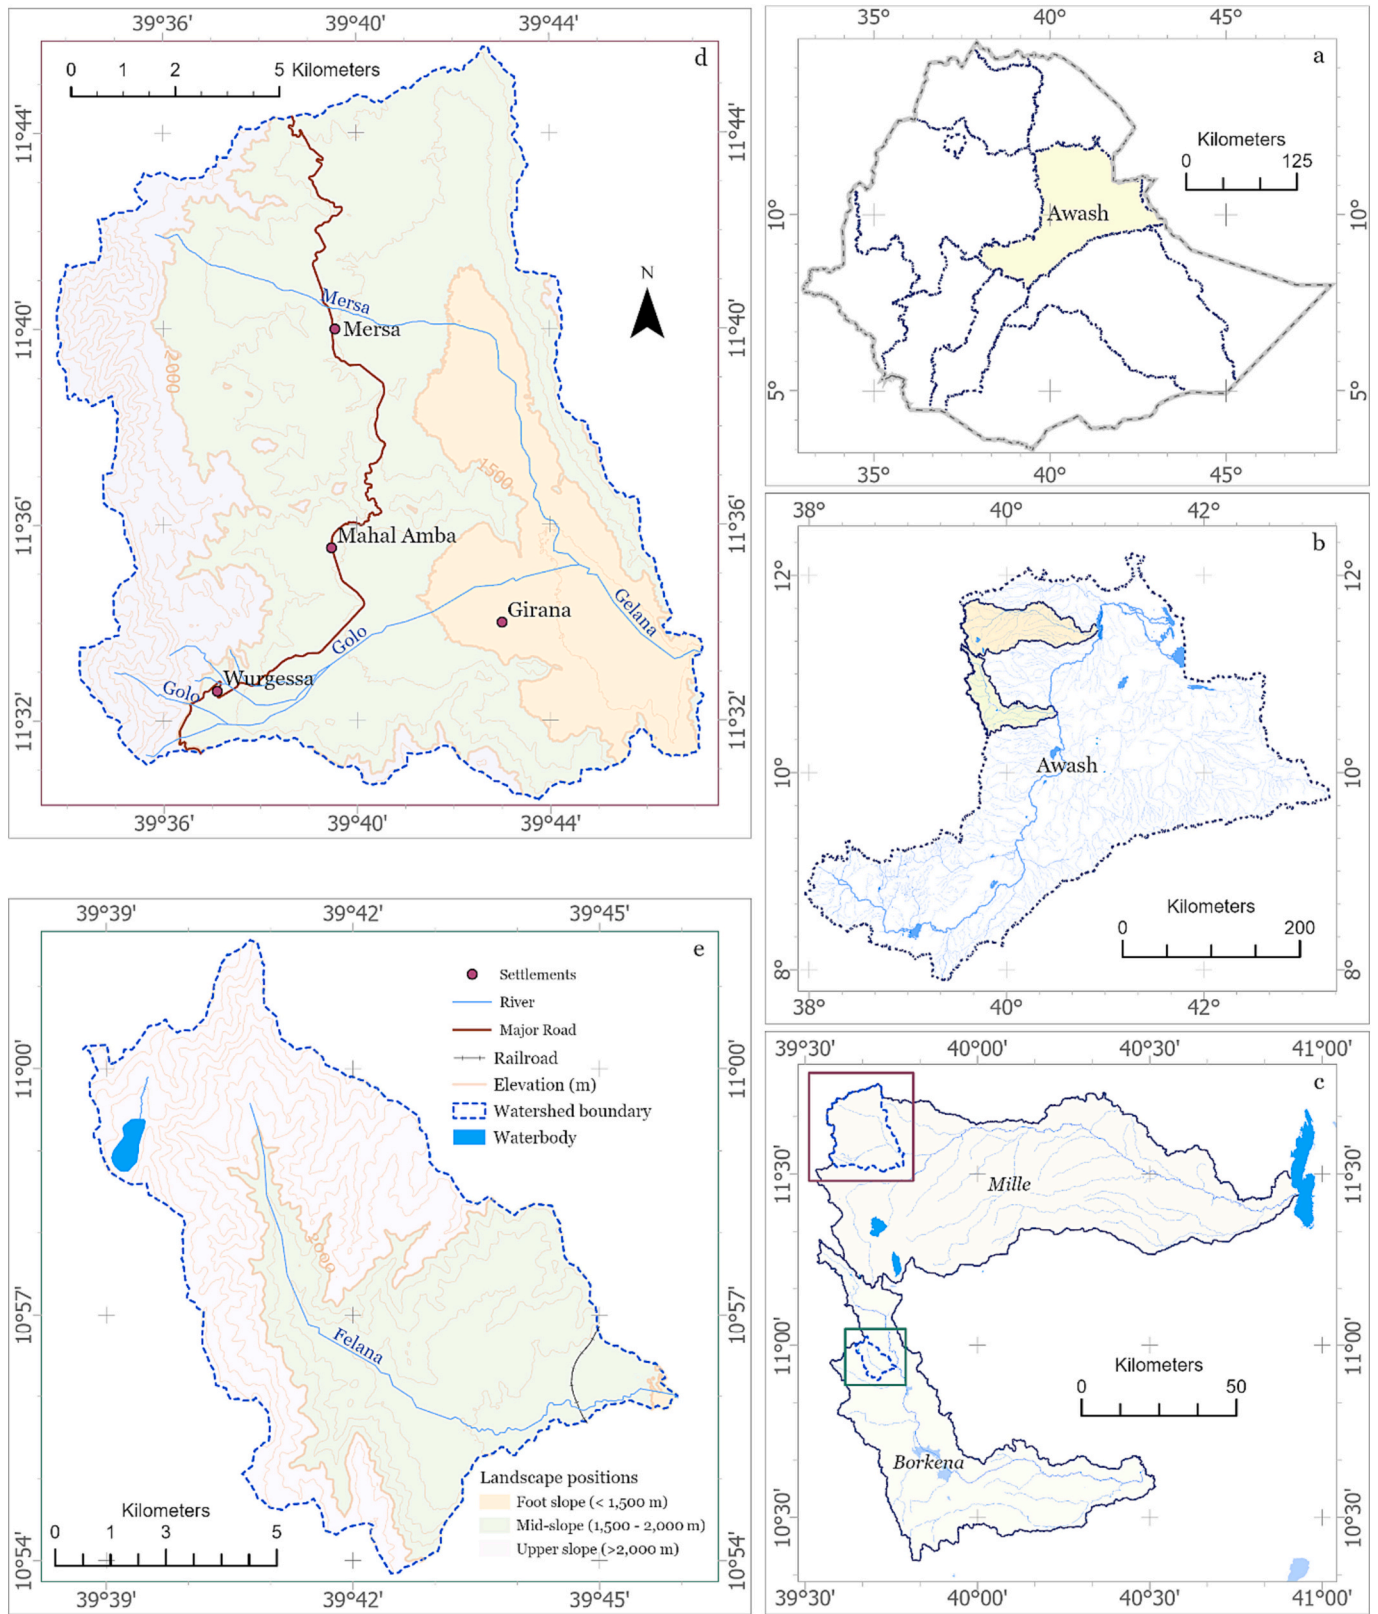 39°36' 39°40' 39°44'
d
0 1 2 5 Kilometers
11°44' 11°44'
N
Mersa
11°40' Mersa 11°40'
2000
1500
11°36' 11°36'
Mahal Amba
Girana
Gelana
Golo
Wurgessa
Golo
11°32' 11°32'
39°36' 39°40' 39°44'
35° 40° 45°
a
Kilometers
0 125
10° Awash 10°
5° 5°
35° 40° 45°
38° 40° 42°
b
12° 12°
10° Awash 10°
Kilometers
0 200
8° 8°
38° 40° 42°
39°39' 39°42' 39°45'
e
Settlements
River
Major Road
Railroad
Elevation (m)
Watershed boundary
Waterbody
11°00' 11°00'
2000
10°57' 10°57'
Felana
Landscape positions
Foot slope (< 1,500 m)
Mid-slope (1,500 - 2,000 m)
Upper slope (>2,000 m)
Kilometers
0 1 3 5
10°54' 10°54'
39°39' 39°42' 39°45'
39°30' 40°00' 40°30' 41°00'
c
11°30' Mille 11°30'
11°00' 11°00'
Kilometers
0 50
Borkena
10°30' 10°30'
39°30' 40°00' 40°30' 41°00'